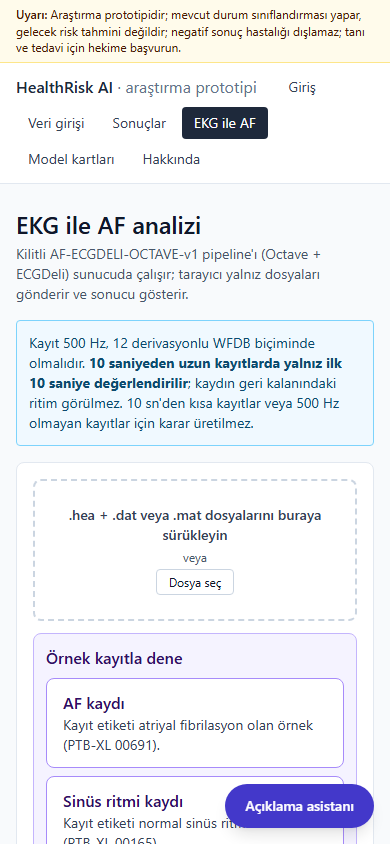 Uyarı: Araştırma prototipidir; mevcut durum sınıflandırması yapar,
gelecek risk tahmini değildir; negatif sonuç hastalığı dışlamaz; tanı
ve tedavi için hekime başvurun.
HealthRisk AI · araştırma prototipi
Giriş
Veri girişi
Sonuçlar
EKG ile AF
Model kartları
Hakkında
EKG ile AF analizi
Kilitli AF-ECGDELI-OCTAVE-v1 pipeline'ı (Octave +
ECGDeli) sunucuda çalışır; tarayıcı yalnız dosyaları
gönderir ve sonucu gösterir.
Kayıt 500 Hz, 12 derivasyonlu WFDB biçiminde
olmalıdır. 10 saniyeden uzun kayıtlarda yalnız ilk
10 saniye değerlendirilir; kaydın geri kalanındaki
ritim görülmez. 10 sn'den kısa kayıtlar veya 500 Hz
olmayan kayıtlar için karar üretilmez.
.hea + .dat veya .mat dosyalarını buraya
sürükleyin
veya
Dosya seç
Örnek kayıtla dene
AF kaydı
Kayıt etiketi atriyal fibrilasyon olan örnek
(PTB-XL 00691).
Sinüs ritmi kaydı
Kayıt etiketi normal sinüs
(PTB-XL 00165).
Açıklama asistanı